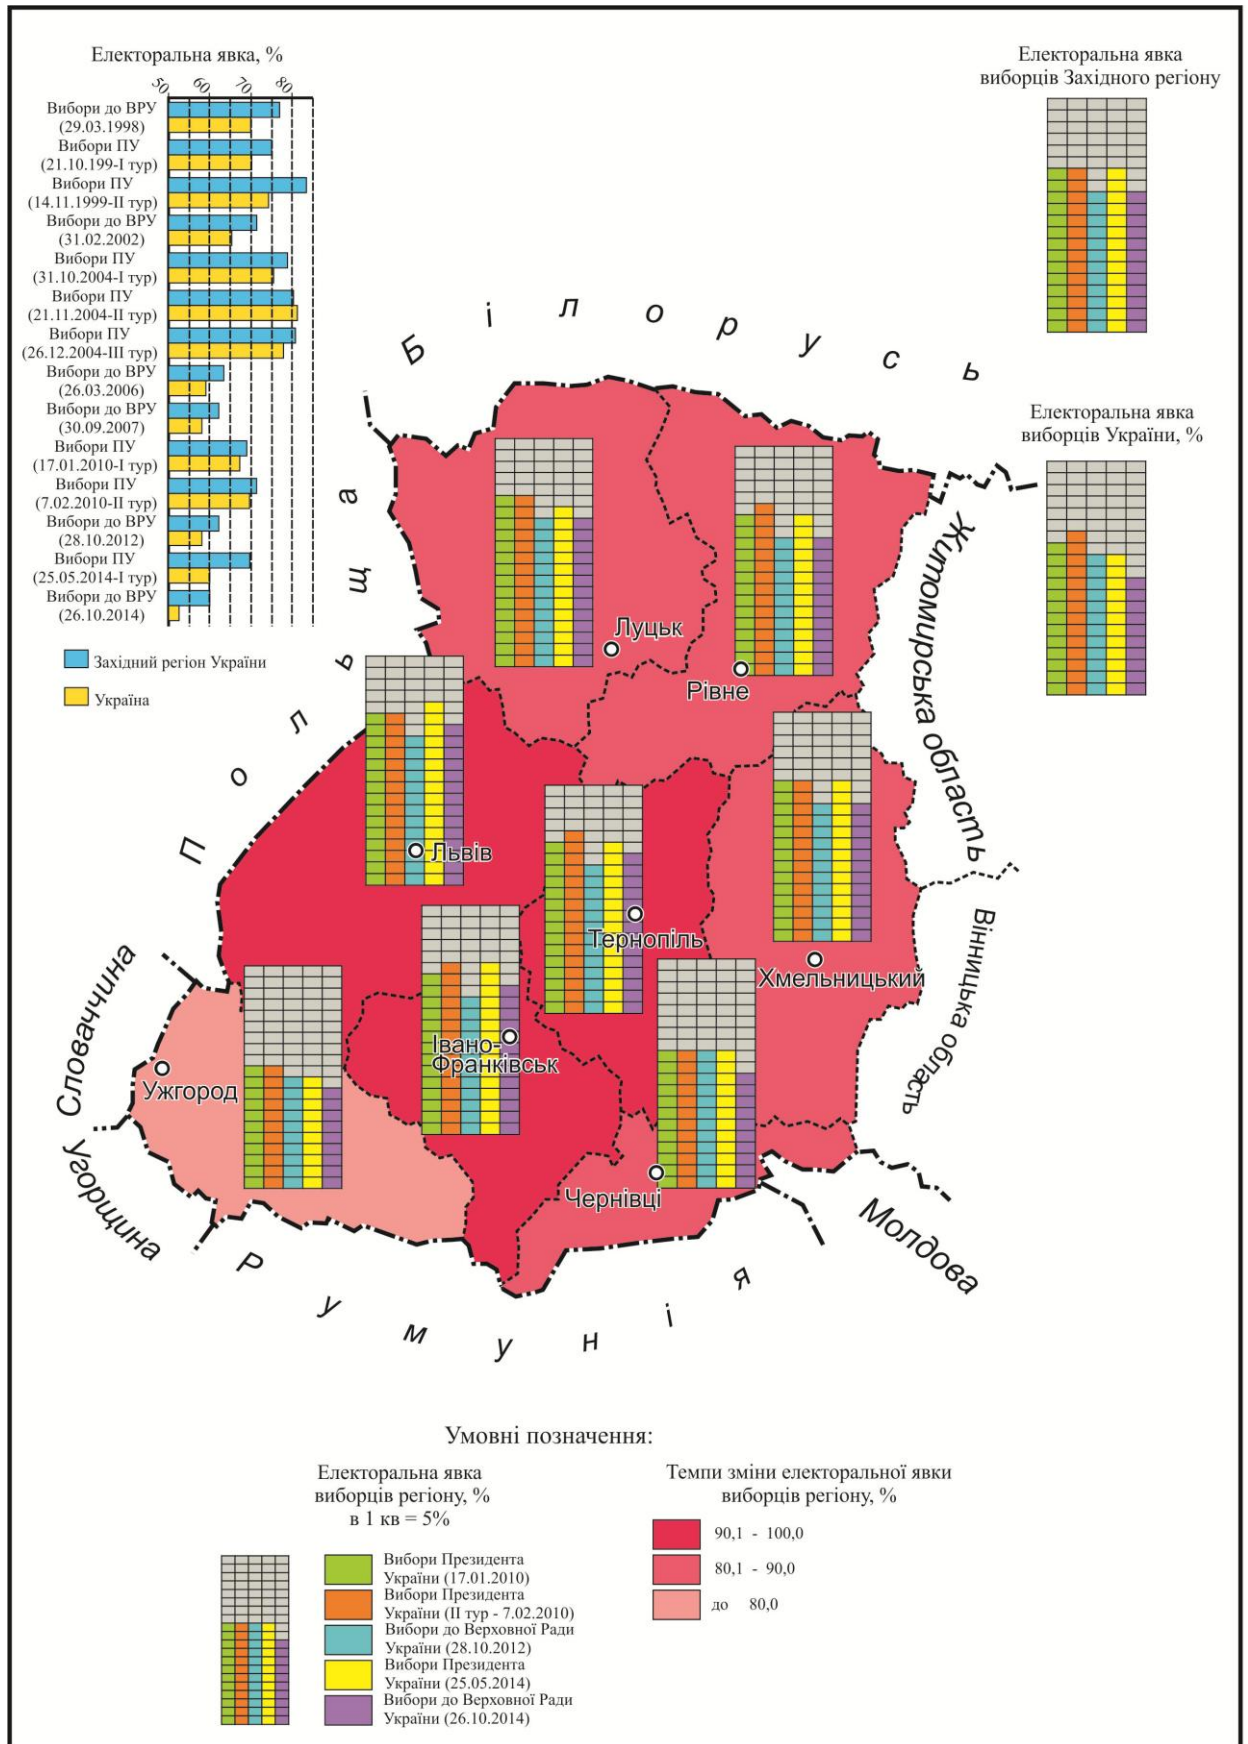 Електоральна явка, %
50 60 70 80
Вибори до ВРУ
(29.03.1998)
Вибори ПУ
(21.10.199-I тур)
Вибори ПУ
(14.11.1999-II тур)
Вибори до ВРУ
(31.02.2002)
Вибори ПУ
(31.10.2004-I тур)
Вибори ПУ
(21.11.2004-II тур)
Вибори ПУ
(26.12.2004-III тур)
Вибори до ВРУ
(26.03.2006)
Вибори до ВРУ
(30.09.2007)
Вибори ПУ
(17.01.2010-I тур)
Вибори ПУ
(7.02.2010-II тур)
Вибори до ВРУ
(28.10.2012)
Вибори ПУ
(25.05.2014-I тур)
Вибори до ВРУ
(26.10.2014)
Західний регіон України
Україна
Електоральна явка
виборців Західного регіону
Електоральна явка
виборців України, %
Білорусь
Польща
Житомирська область
Луцьк
Рівне
Львів
Тернопіль
Хмельницький
Вінницька область
Словаччина
Івано-
Франківськ
Ужгород
Угорщина
Чернівці
Молдова
Румунія
Умовні позначення:
Електоральна явка
виборців регіону, %
в 1 кв = 5%
Вибори Президента
України (17.01.2010)
Вибори Президента
України (II тур - 7.02.2010)
Вибори до Верховної Ради
України (28.10.2012)
Вибори Президента
України (25.05.2014)
Вибори до Верховної Ради
України (26.10.2014)
Темпи зміни електоральної явки
виборців регіону, %
90,1 - 100,0
80,1 - 90,0
до 80,0